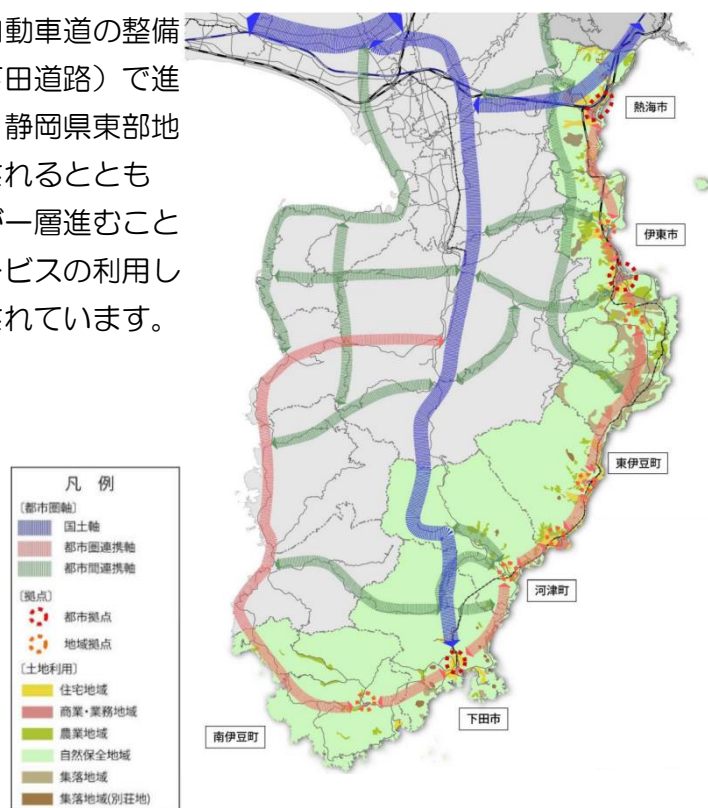 自動車道の整備
下田道路）で進
静岡県東部地
されるととも
が一層進むこと
ービスの利用し
されています。
熱海市
伊東市
東伊豆町
河津町
下田市
南伊豆町
凡 例
〔都市圏軸〕
国土軸
都市圏連携軸
都市間連携軸
〔拠点〕
都市拠点
地域拠点
〔土地利用〕
住宅地域
商業・業務地域
農業地域
自然保全地域
集落地域
集落地域(別荘地)